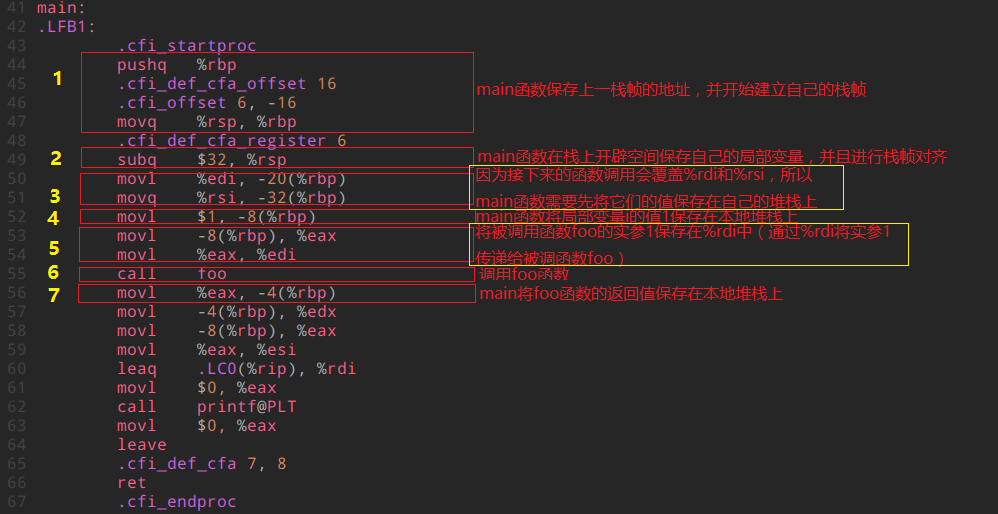 41 main:
42 .LFB1:
43 .cfi_startproc
44 pushq %rbp
1
45 .cfi_def_cfa_offset 16
main函数保存上一栈帧的地址，并开始建立自己的栈帧
46 .cfi_offset 6, -16
47 movq %rsp, %rbp
48 .cfi_def_cfa_register 6
2
49 subq $32, %rsp
main函数在栈上开辟空间保存自己的局部变量，并且进行栈帧对齐
50 movl %edi, -20(%rbp)
因为接下来的函数调用会覆盖%rdi和%rsi，所以
3
51 movq %rsi, -32(%rbp)
main函数需要先将它们的值保存在自己的堆栈上
4
52 movl $1, -8(%rbp)
main函数将局部变量i的值1保存在本地堆栈上
53 movl -8(%rbp), %eax
将被调用函数foo的实参1保存在%rdi中（通过%rdi将实参1
5
54 movl %eax, %edi
传递给被调函数foo）
6
55 call foo
调用foo函数
7
56 movl %eax, -4(%rbp)
main将foo函数的返回值保存在本地堆栈上
57 movl -4(%rbp), %edx
58 movl -8(%rbp), %eax
59 movl %eax, %esi
60 leaq .LC0(%rip), %rdi
61 movl $0, %eax
62 call printf@PLT
63 movl $0, %eax
64 leave
65 .cfi_def_cfa 7, 8
66 ret
67 .cfi_endproc